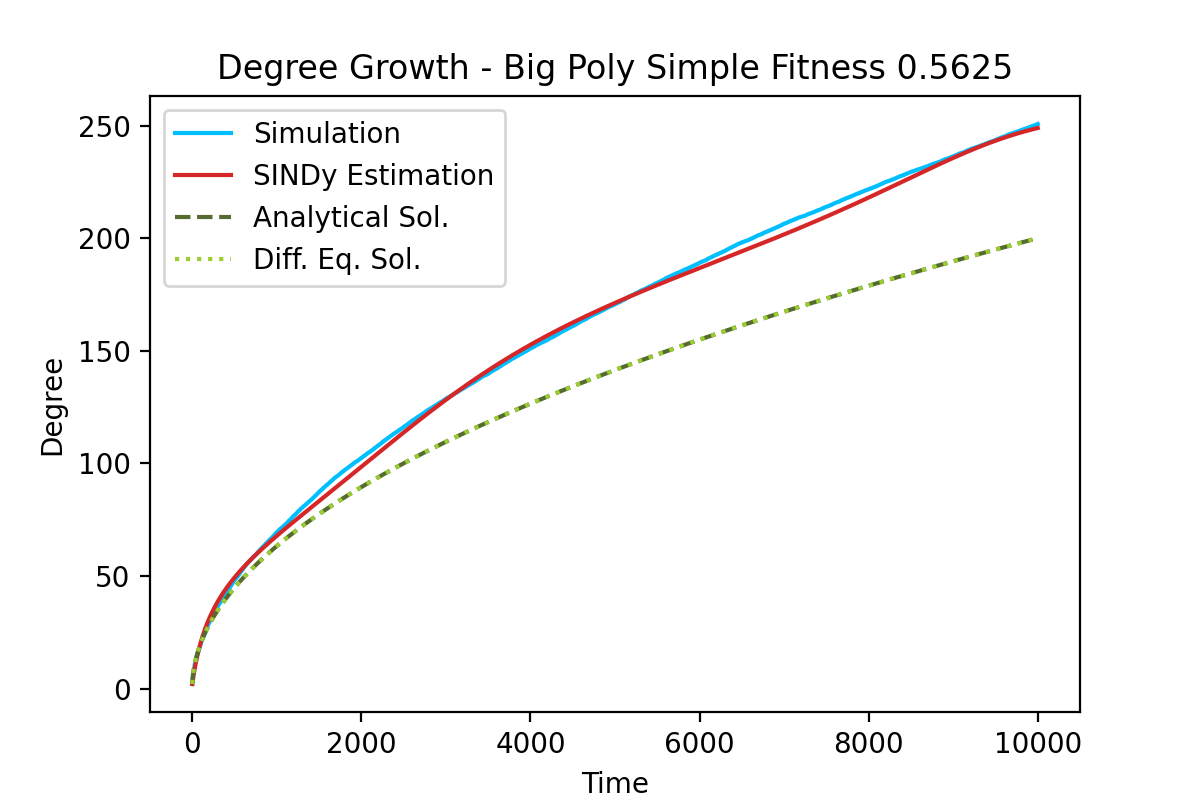 Degree Growth - Big Poly Simple Fitness 0.5625
Simulation
SINDy Estimation
Analytical Sol.
Diff. Eq. Sol.
250
200
150
100
50
0
Degree
0 2000 4000 6000 8000 10000
Time